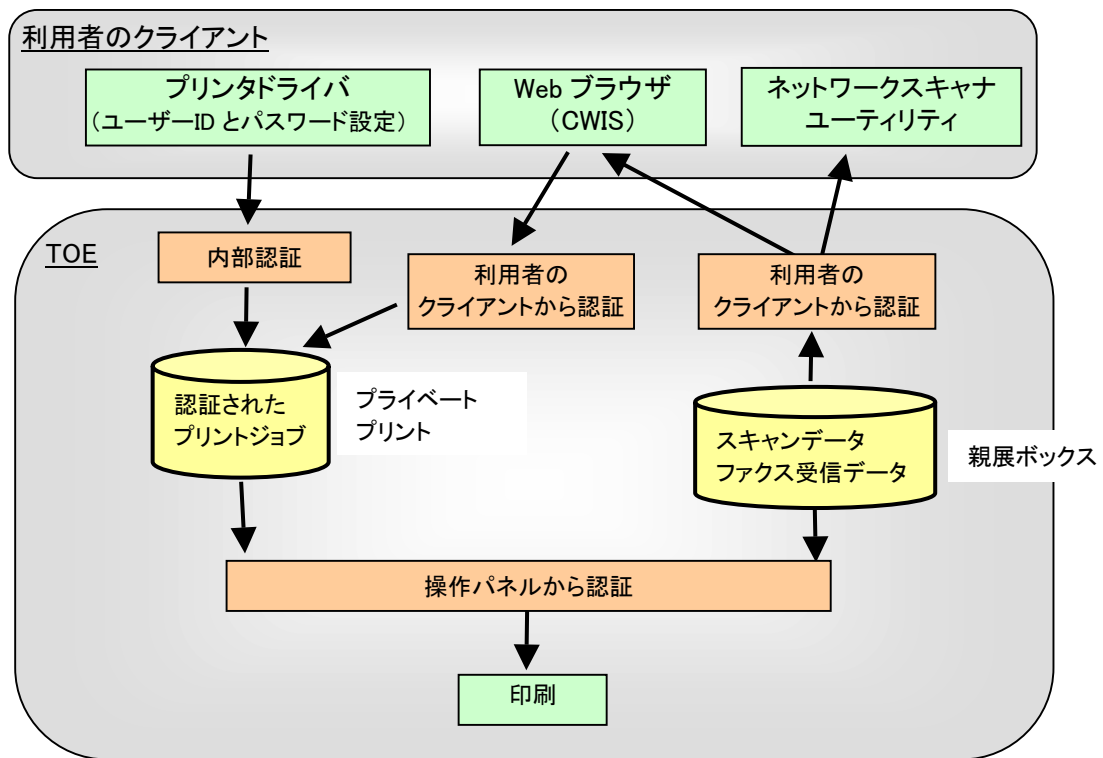 利用者のクライアント
プリンタドライバ
（ユーザーID とパスワード設定）
Web ブラウザ
（CWIS）
ネットワークスキャナ
ユーティリティ
TOE
内部認証
利用者の
クライアントから認証
利用者の
クライアントから認証
認証された
プリントジョブ
プライベート
プリント
スキャンデータ
ファクス受信データ
親展ボックス
操作パネルから認証
印刷